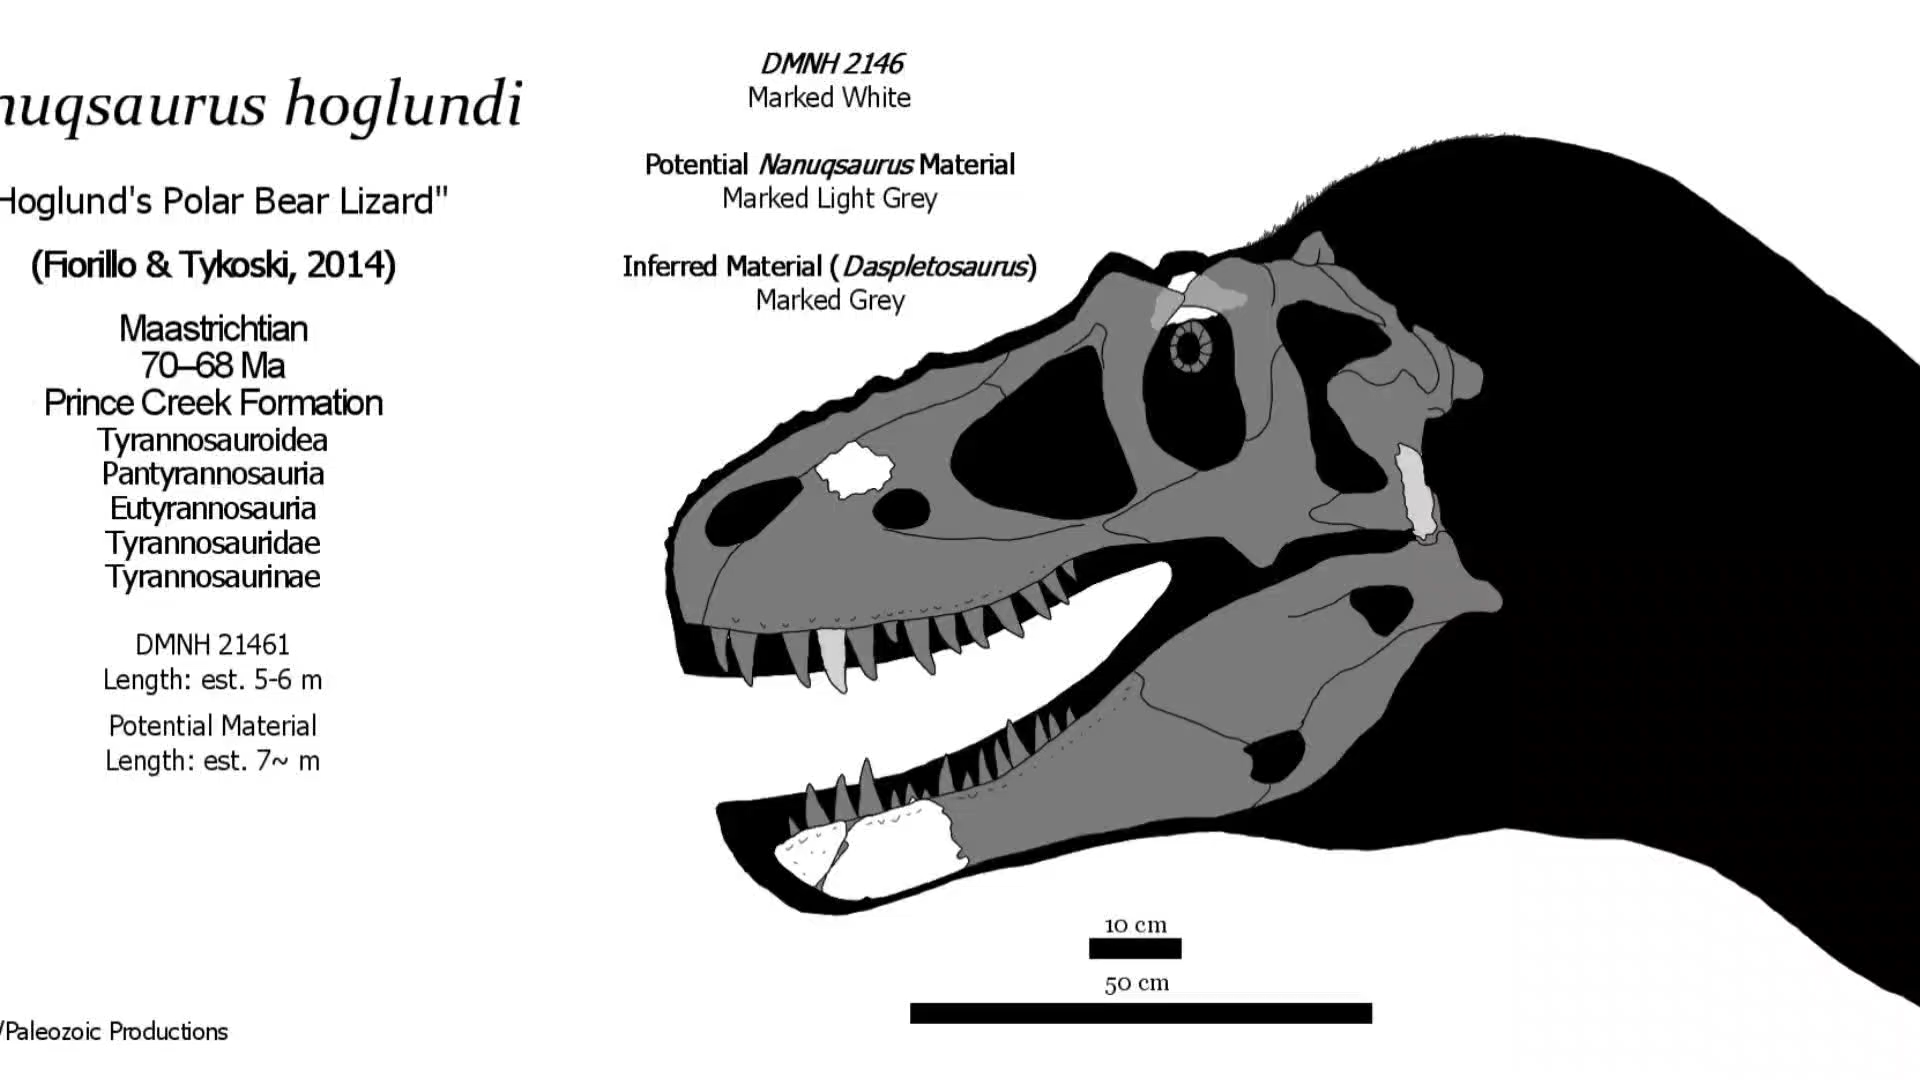 nuqsaurus hoglundi
Hoglund's Polar Bear Lizard"
(Fiorillo & Tykoski, 2014)
Maastrichtian
70–68 Ma
Prince Creek Formation
Tyrannosauroidea
Pantyrannosauria
Eutyrannosauria
Tyrannosauridae
Tyrannosaurinae
DMNH 21461
Length: est. 5-6 m
Potential Material
Length: est. 7~ m
/Paleozoic Productions
DMNH 2146
Marked White
Potential Nanuqsaurus Material
Marked Light Grey
Inferred Material (Daspletosaurus)
Marked Grey
10 cm
50 cm